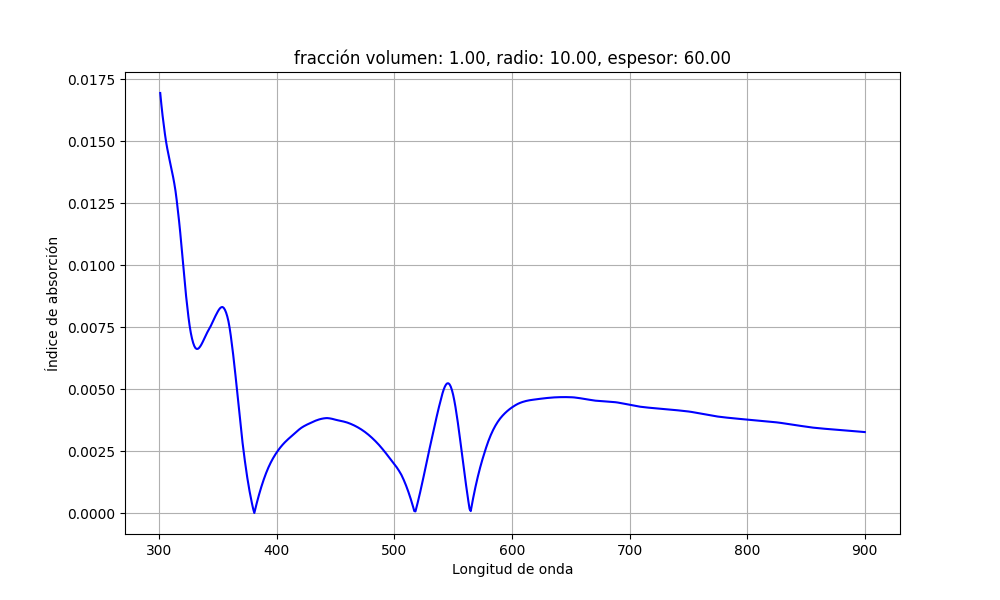 fracción volumen: 1.00, radio: 10.00, espesor: 60.00
0.0175
0.0150
0.0125
0.0100
0.0075
0.0050
0.0025
0.0000
Índice de absorción
300 400 500 600 700 800 900
Longitud de onda